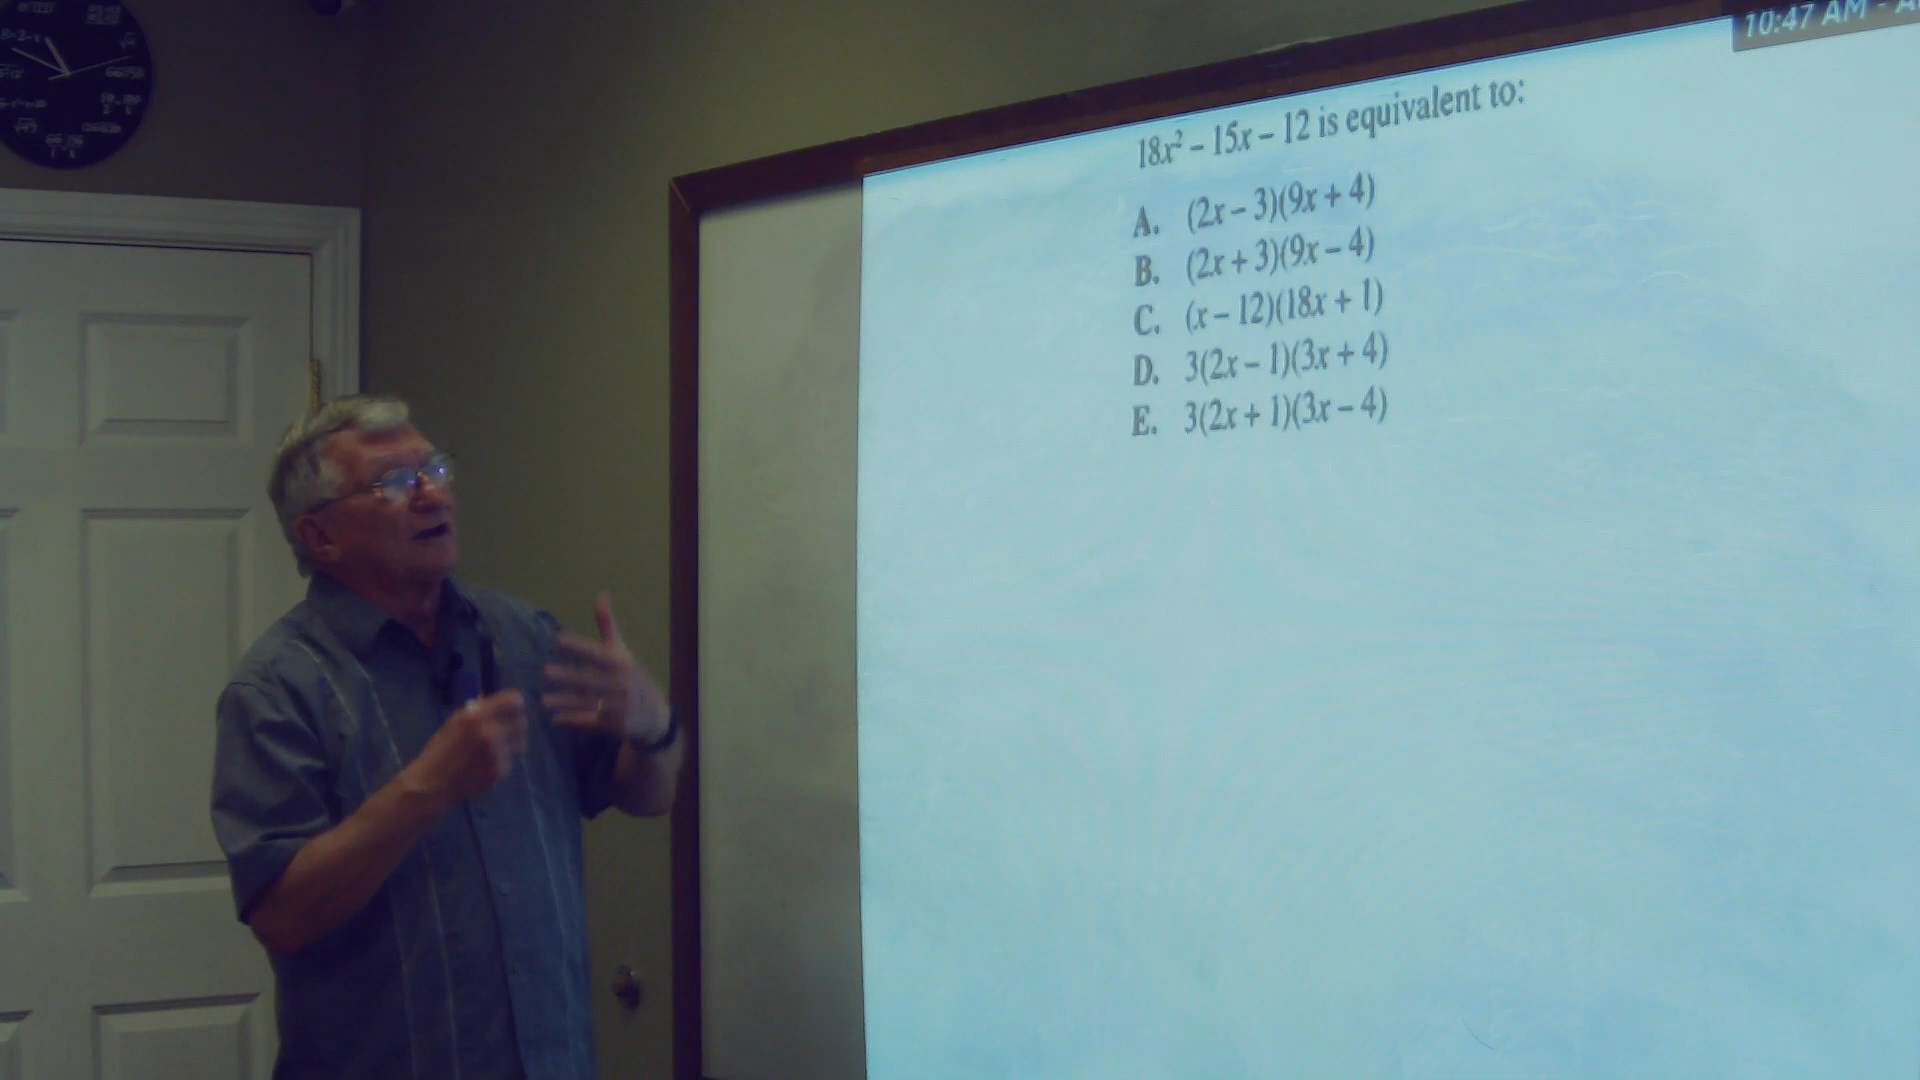 10:47 AM - A
18x² – 15x – 12 is equivalent to:
A. (2x – 3)(9x + 4)
B. (2x + 3)(9x – 4)
C. (x – 12)(18x + 1)
D. 3(2x – 1)(3x + 4)
E. 3(2x + 1)(3x – 4)